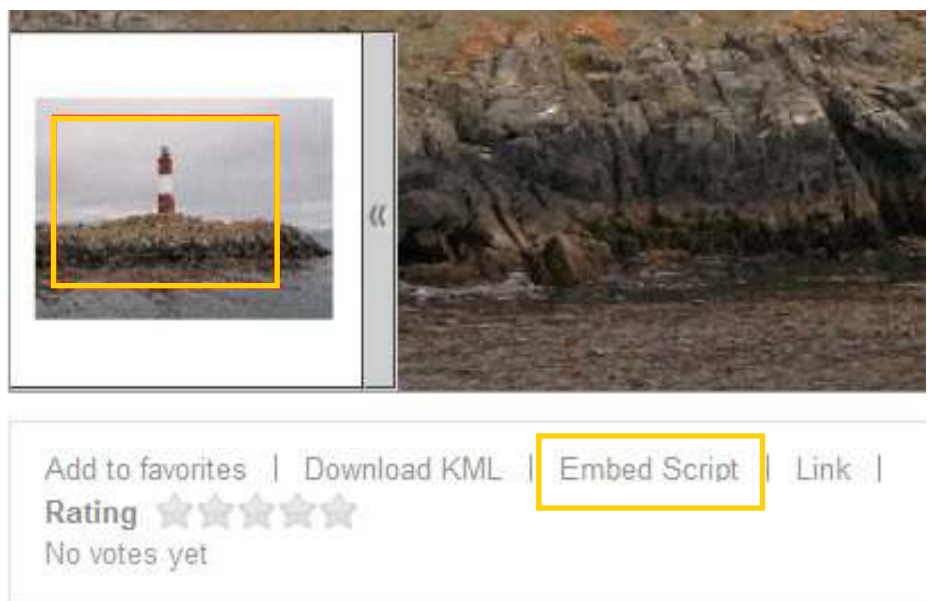 «
Add to favorites | Download KML | Embed Script | Link |
Rating
No votes yet